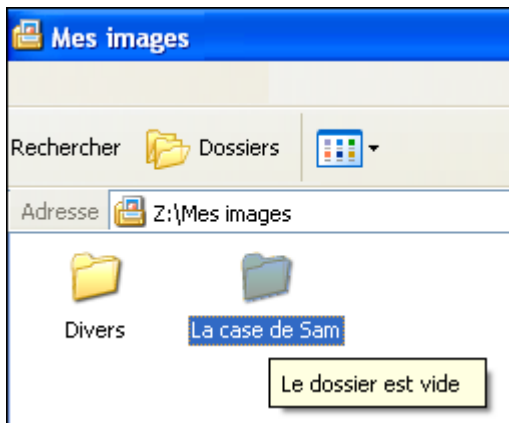 Mes images
Rechercher Dossiers
Adresse Z:\Mes images
Divers La case de Sam
Le dossier est vide